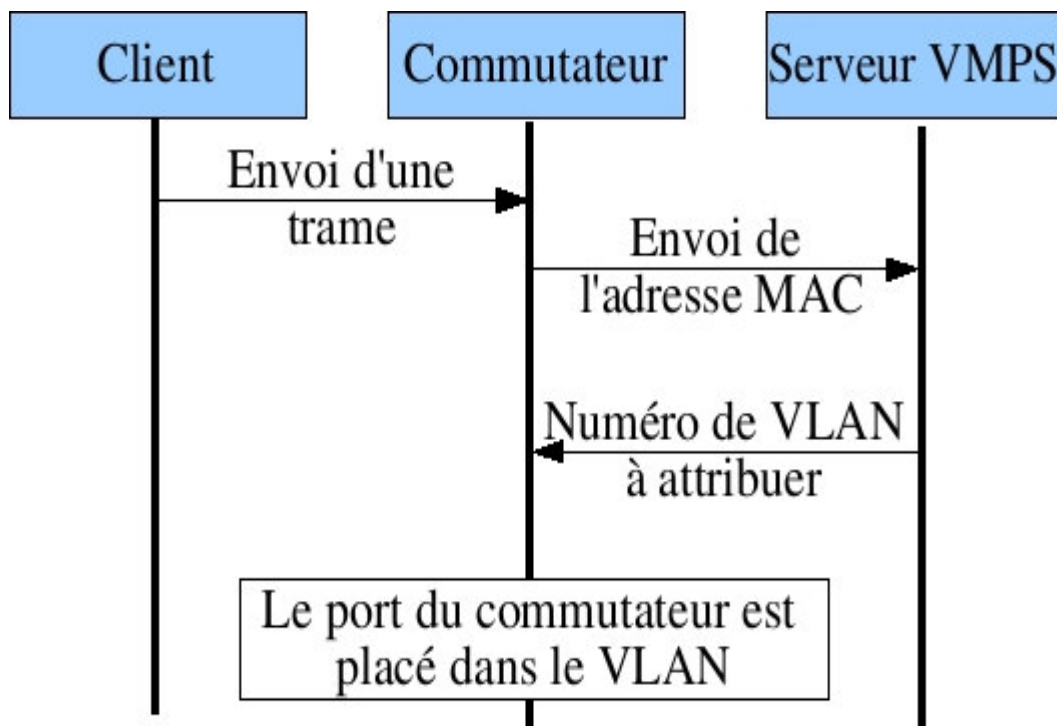 Client
Commutateur
Serveur VMPS
Envoi d'une
trame
Envoi de
l'adresse MAC
Numéro de VLAN
à attribuer
Le port du commutateur est
placé dans le VLAN